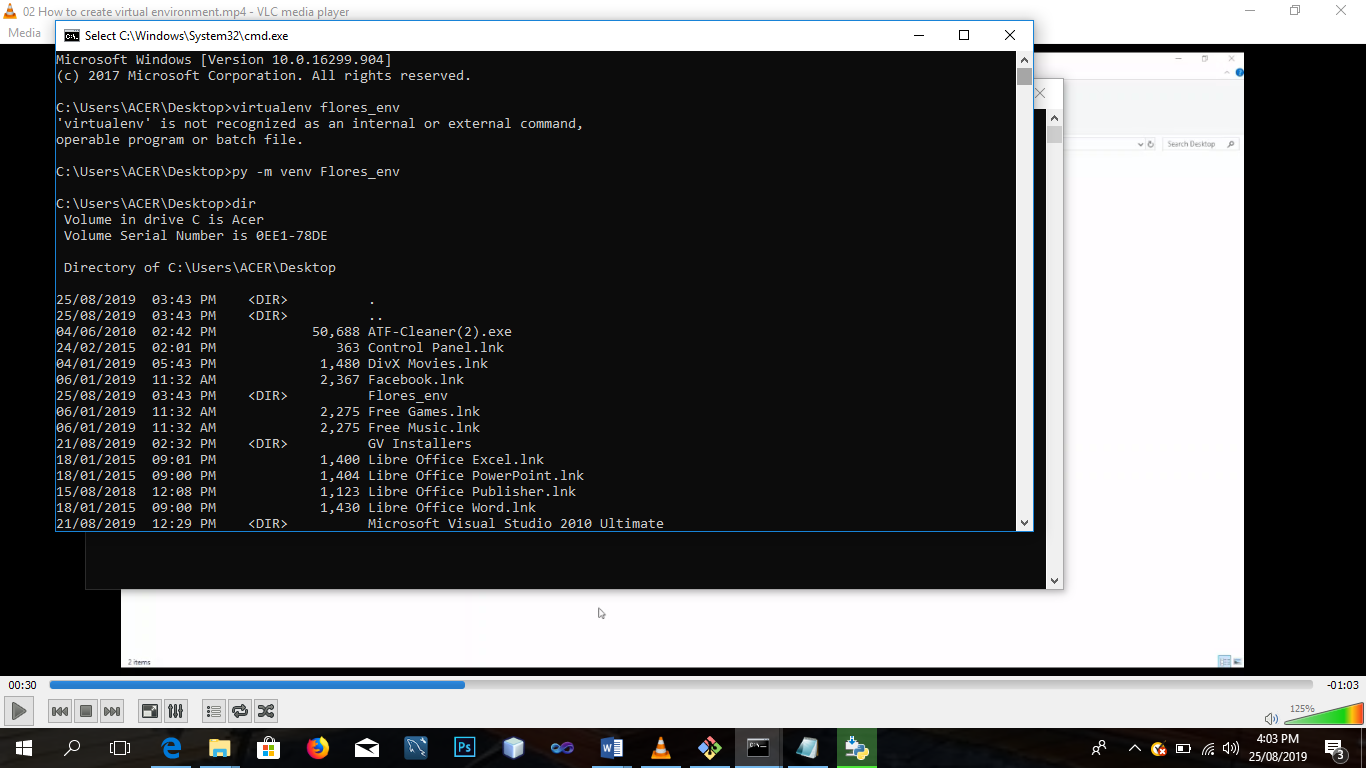 02 How to create virtual environment.mp4 - VLC media player
Media
Select C:\Windows\System32\cmd.exe
Microsoft Windows [Version 10.0.16299.904]
(c) 2017 Microsoft Corporation. All rights reserved.
C:\Users\ACER\Desktop>virtualenv flores_env
'virtualenv' is not recognized as an internal or external command,
operable program or batch file.
C:\Users\ACER\Desktop>py -m venv Flores_env
C:\Users\ACER\Desktop>dir
Volume in drive C is Acer
Volume Serial Number is 0EE1-78DE
Directory of C:\Users\ACER\Desktop
25/08/2019 03:43 PM <DIR> .
25/08/2019 03:43 PM <DIR> ..
04/06/2010 02:42 PM 50,688 ATF-Cleaner(2).exe
24/02/2015 02:01 PM 363 Control Panel.lnk
04/01/2019 05:43 PM 1,480 DivX Movies.lnk
06/01/2019 11:32 AM 2,367 Facebook.lnk
25/08/2019 03:43 PM <DIR> Flores_env
06/01/2019 11:32 AM 2,275 Free Games.lnk
06/01/2019 11:32 AM 2,275 Free Music.lnk
21/08/2019 02:32 PM <DIR> GV Installers
18/01/2015 09:01 PM 1,400 Libre Office Excel.lnk
18/01/2015 09:00 PM 1,404 Libre Office PowerPoint.lnk
15/08/2018 12:08 PM 1,123 Libre Office Publisher.lnk
18/01/2015 09:00 PM 1,430 Libre Office Word.lnk
21/08/2019 12:29 PM <DIR> Microsoft Visual Studio 2010 Ultimate
Search Desktop
2 items
00:30
-01:03
125%
Ps
4:03 PM
25/08/2019
3